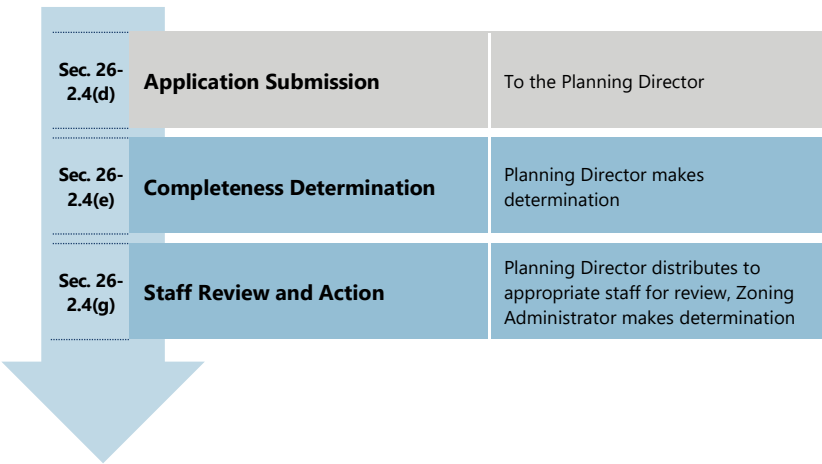 Sec. 26-
2.4(d)
Application Submission
To the Planning Director
Sec. 26-
2.4(e)
Completeness Determination
Planning Director makes
determination
Sec. 26-
2.4(g)
Staff Review and Action
Planning Director distributes to
appropriate staff for review, Zoning
Administrator makes determination